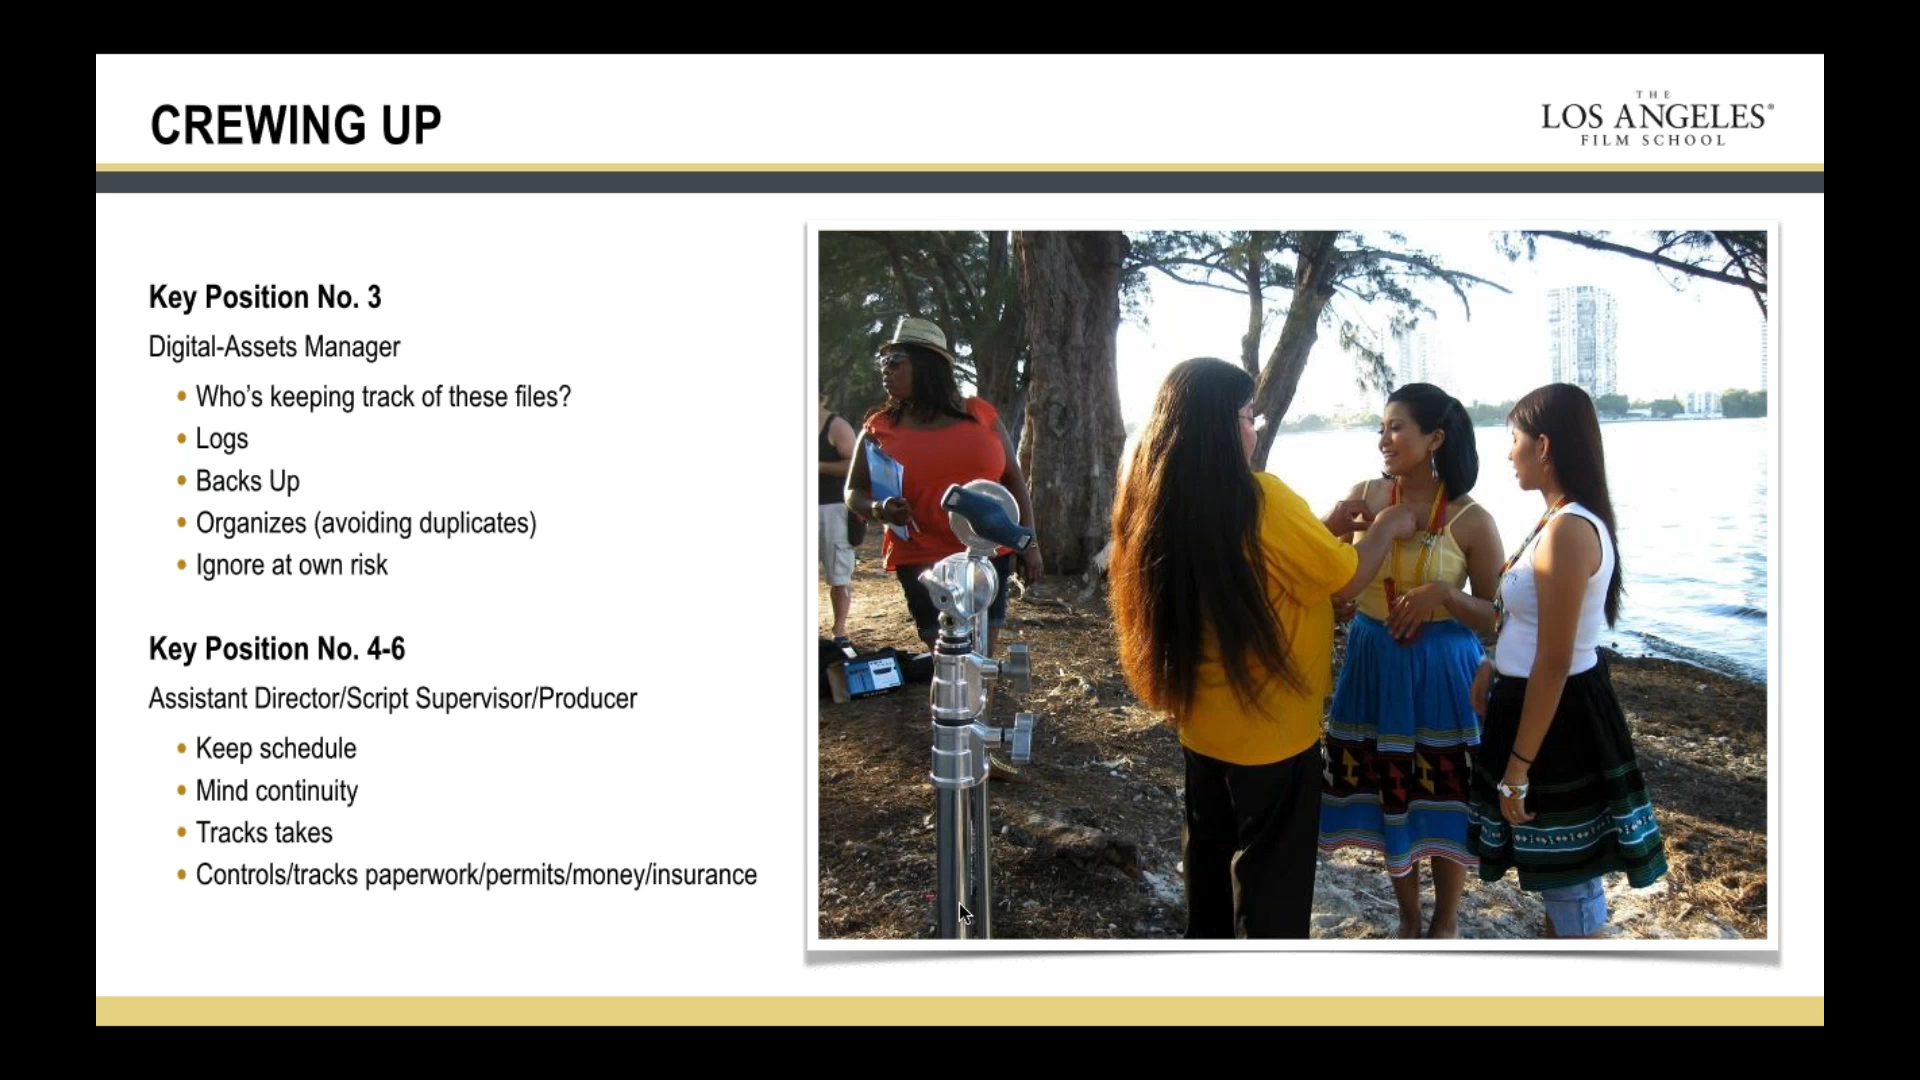 CREWING UP
THE
LOS ANGELES®
FILM SCHOOL
Key Position No. 3
Digital-Assets Manager
• Who’s keeping track of these files?
• Logs
• Backs Up
• Organizes (avoiding duplicates)
• Ignore at own risk
Key Position No. 4-6
Assistant Director/Script Supervisor/Producer
• Keep schedule
• Mind continuity
• Tracks takes
• Controls/tracks paperwork/permits/money/insurance